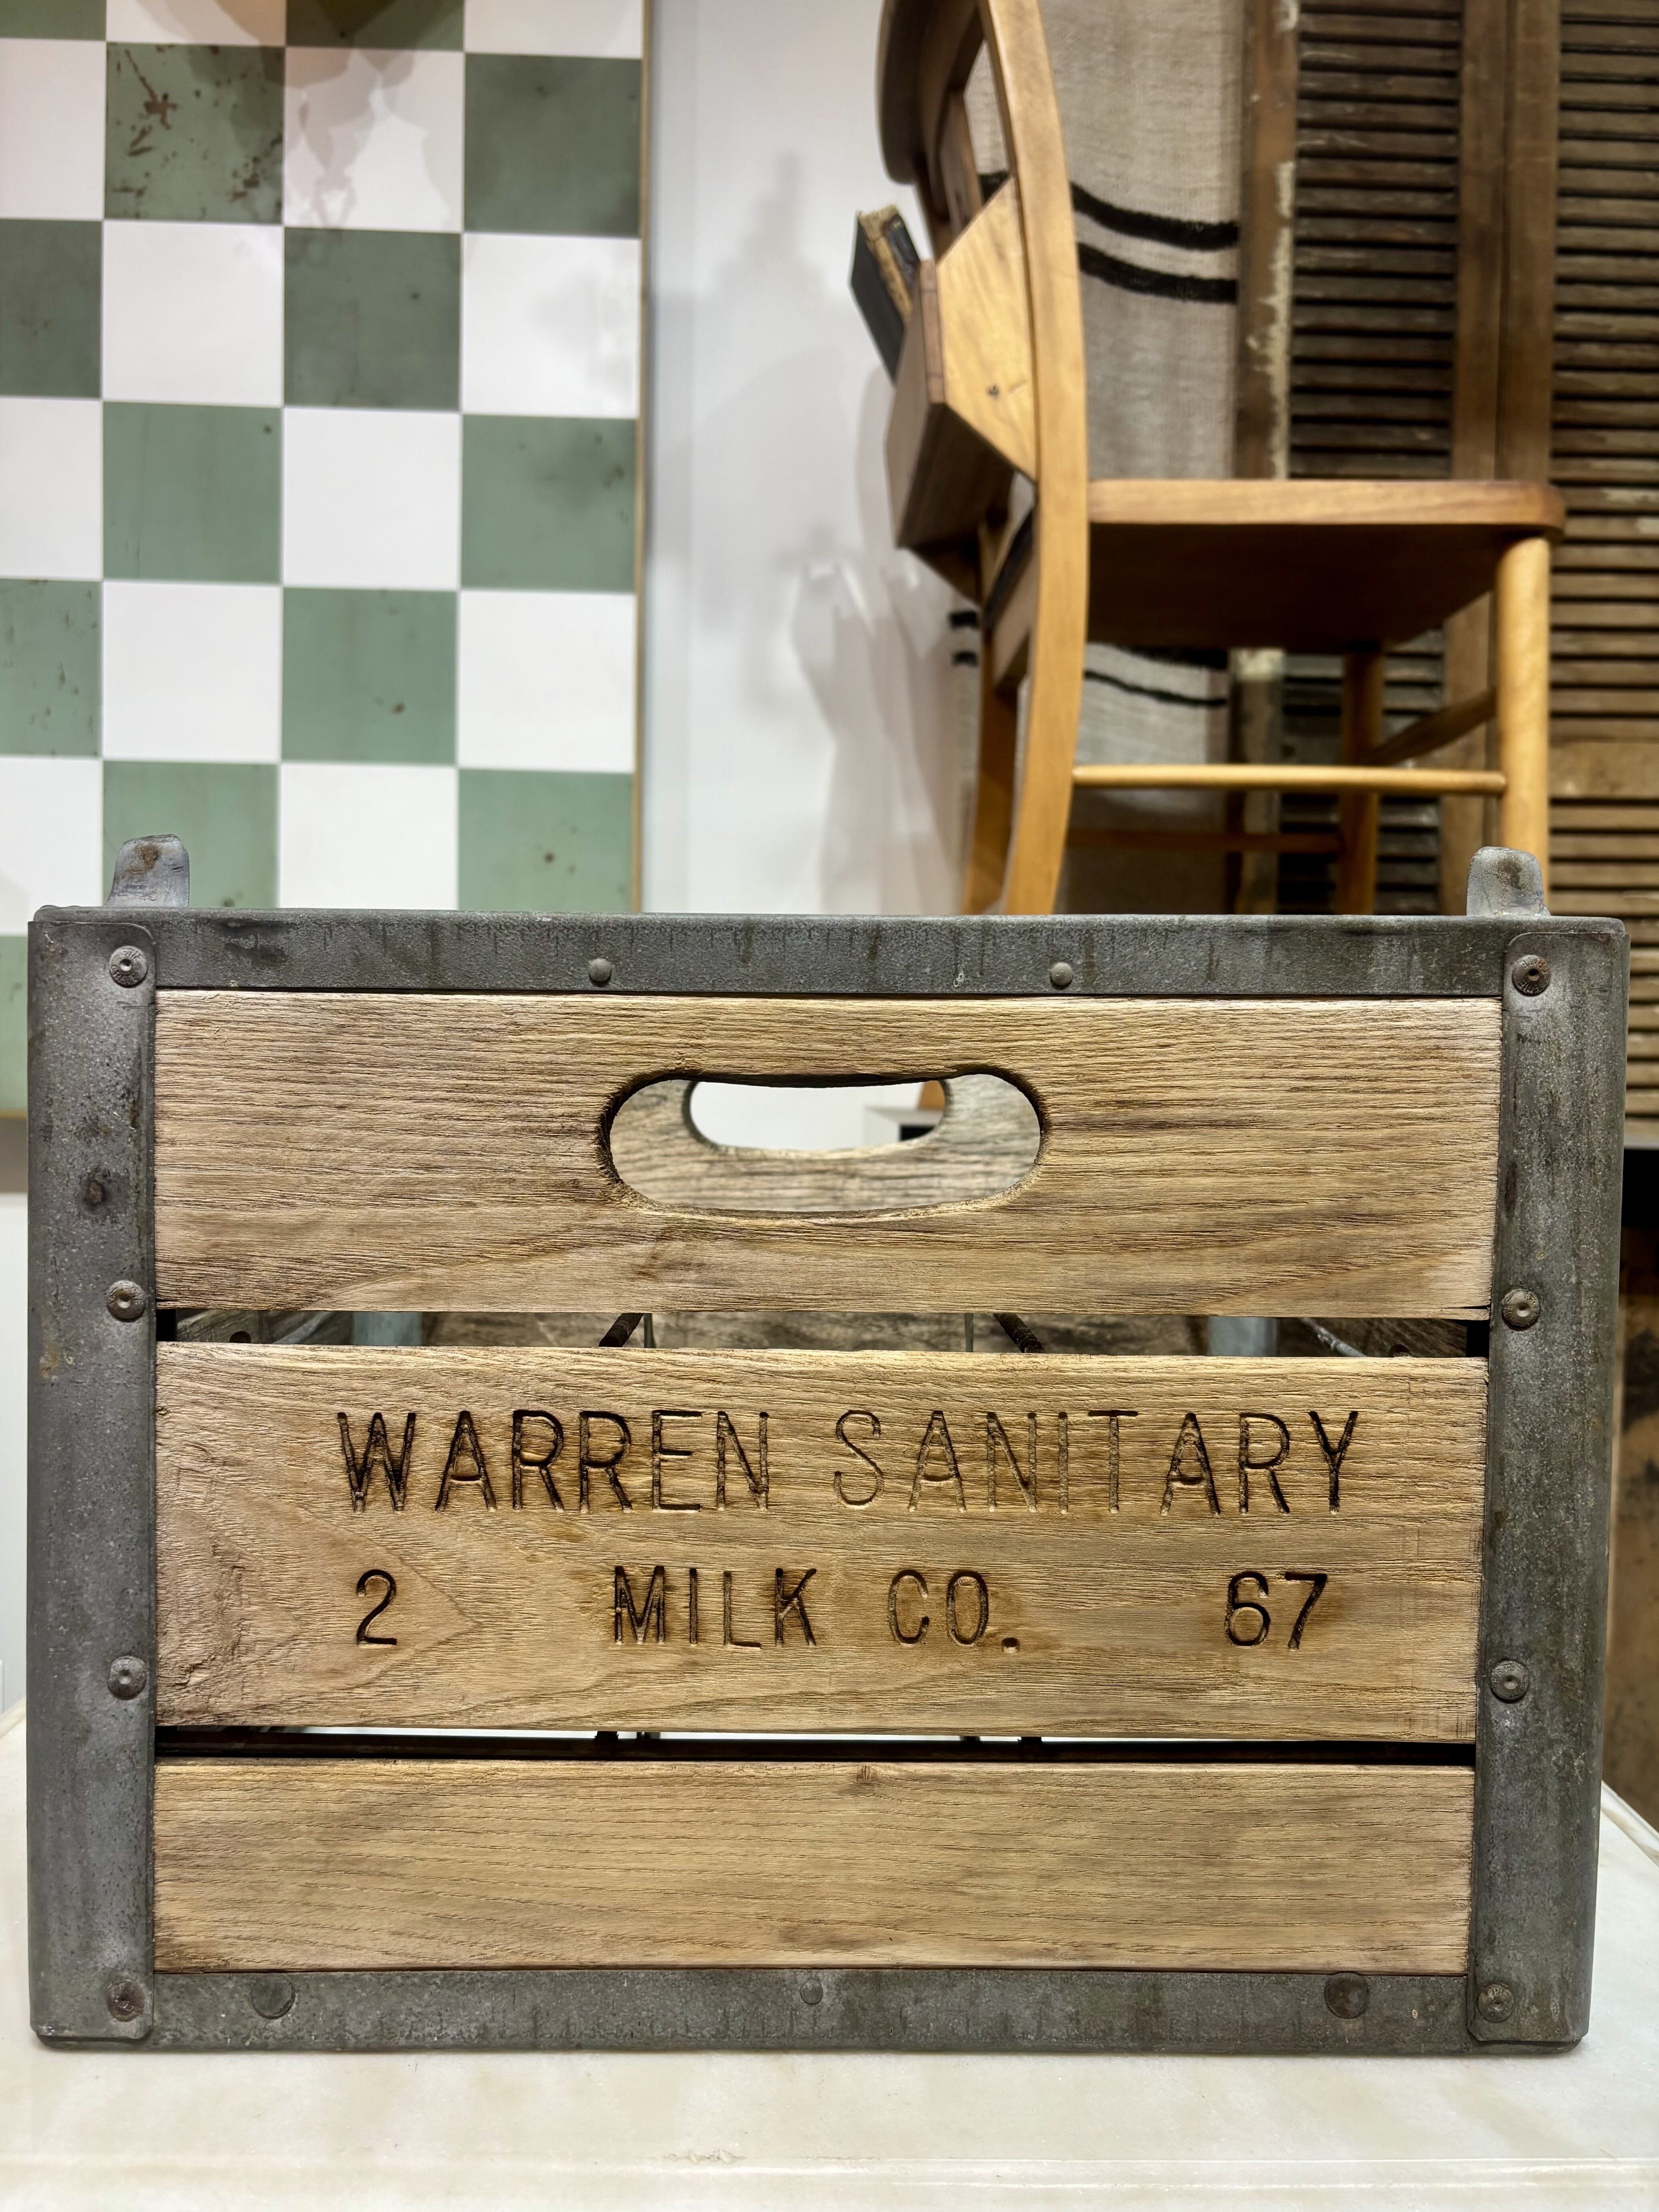 WARREN SANITARY
2 MILK CO. 67